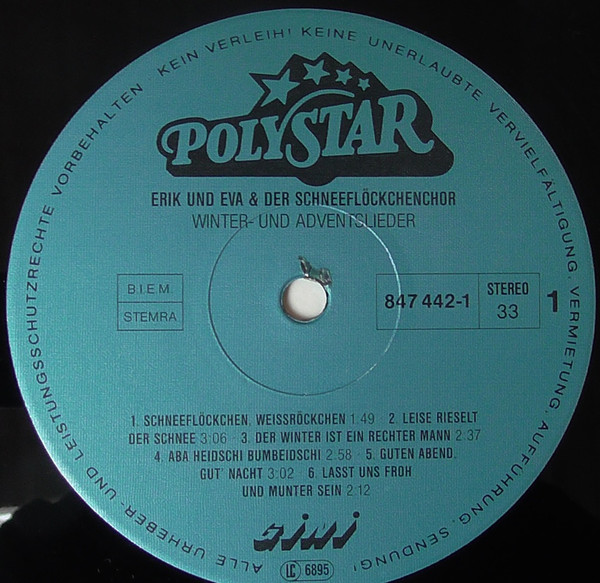 ALLE URHEBER- UND LEISTUNGSSCHUTZRECHTE VORBEHALTEN KEIN VERLEIH! KEINE UNERLAUBTE VERVIELFÄLTIGUNG, VERMIETUNG, AUFFÜHRUNG, SENDUNG!
POLYSTAR
ERIK UND EVA & DER SCHNEEFLÖCKCHENCHOR
WINTER- UND ADVENTSLIEDER
B.I.E.M.
STEMRA
847 442-1
STEREO
33
1
1. SCHNEEFLÖCKCHEN, WEISSRÖCKCHEN 1:49 · 2. LEISE RIESELT
DER SCHNEE 3:06 · 3. DER WINTER IST EIN RECHTER MANN 2:37
4. ABA HEIDSCHI BUMBEIDSCHI 2:58 · 5. GUTEN ABEND,
GUT' NACHT 3:02 · 6. LASST UNS FROH
UND MUNTER SEIN 2:12
LC 6895